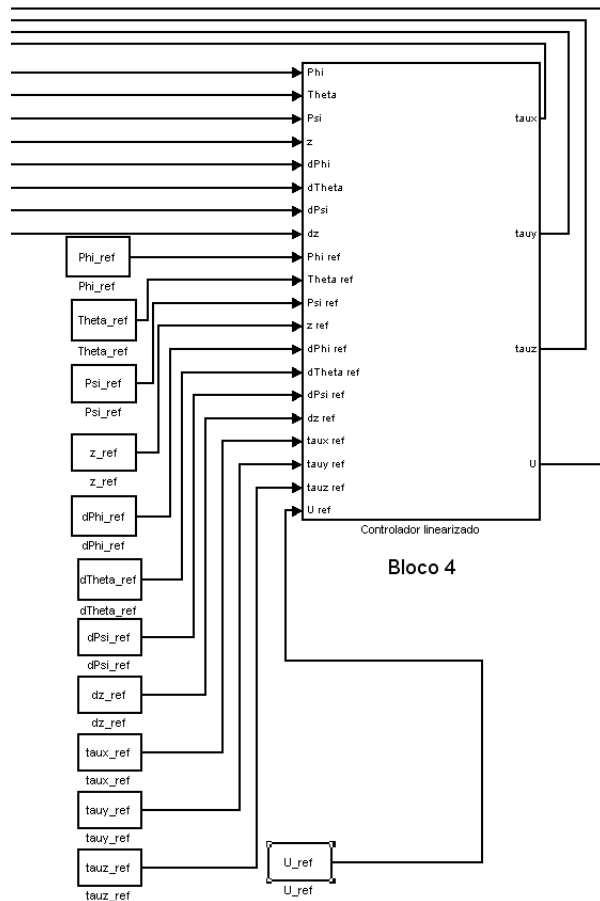 Phi
Theta
Psi
z
dPhi
dTheta
dPsi
dz
Phi ref
Theta ref
Psi ref
z ref
dPhi ref
dTheta ref
dPsi ref
dz ref
taux ref
tauy ref
tauz ref
U ref
taux
tauy
tauz
U
Controlador linearizado
Bloco 4
Phi_ref
Phi_ref
Theta_ref
Theta_ref
Psi_ref
Psi_ref
z_ref
z_ref
dPhi_ref
dPhi_ref
dTheta_ref
dTheta_ref
dPsi_ref
dPsi_ref
dz_ref
dz_ref
taux_ref
taux_ref
tauy_ref
tauy_ref
tauz_ref
tauz_ref
U_ref
U_ref